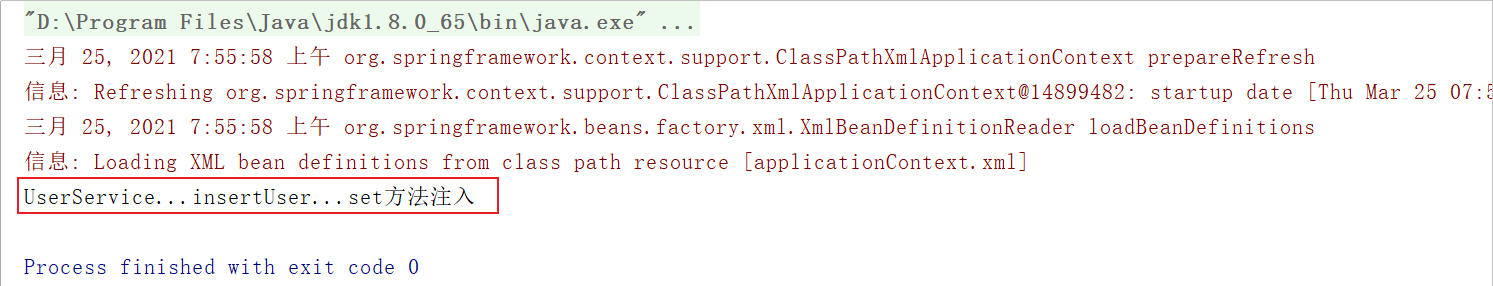 "D:\Program Files\Java\jdk1.8.0_65\bin\java.exe" ...
三月 25, 2021 7:55:58 上午 org.springframework.context.support.ClassPathXmlApplicationContext prepareRefresh
信息: Refreshing org.springframework.context.support.ClassPathXmlApplicationContext@14899482: startup date [Thu Mar 25 07:5
三月 25, 2021 7:55:58 上午 org.springframework.beans.factory.xml.XmlBeanDefinitionReader loadBeanDefinitions
信息: Loading XML bean definitions from class path resource [applicationContext.xml]
UserService...insertUser...set方法注入
Process finished with exit code 0